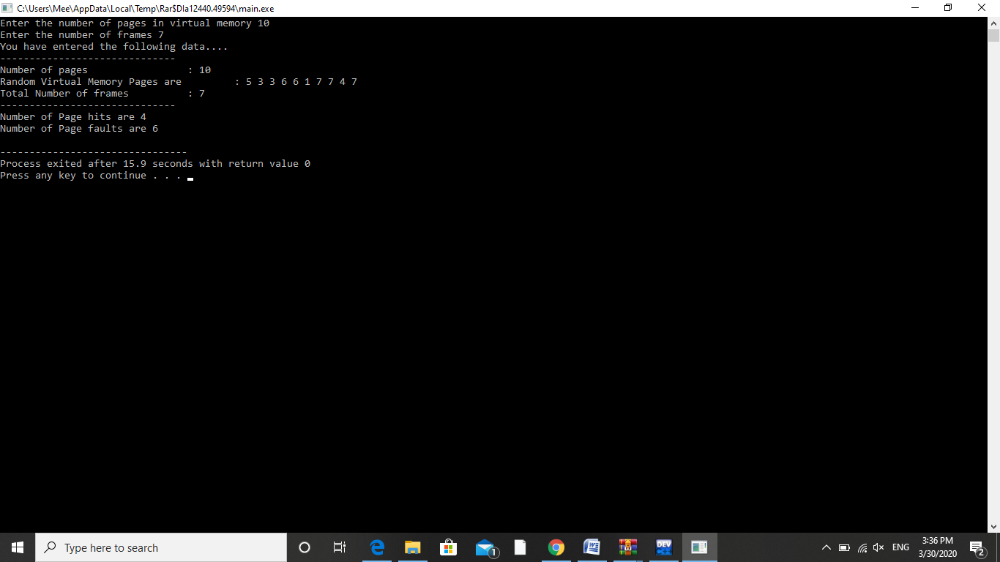 C:\Users\Mee\AppData\Local\Temp\Rar$DIa12440.49594\main.exe
Enter the number of pages in virtual memory 10
Enter the number of frames 7
You have entered the following data....
------------------------------
Number of pages                 : 10
Random Virtual Memory Pages are         : 5 3 3 6 6 1 7 7 4 7
Total Number of frames          : 7
------------------------------
Number of Page hits are 4
Number of Page faults are 6
--------------------------------
Process exited after 15.9 seconds with return value 0
Press any key to continue . . .
Type here to search
1
W
DEV
C++
ENG
3:36 PM
3/30/2020
2